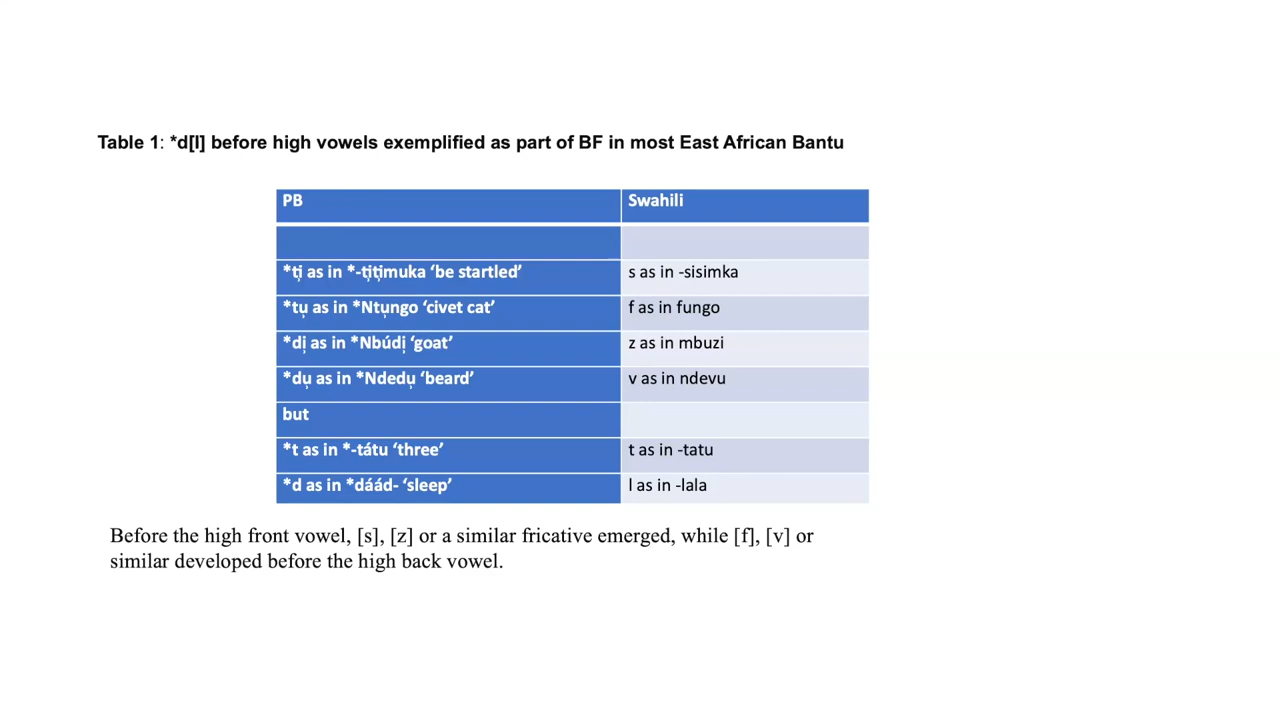 Table 1: *d[l] before high vowels exemplified as part of BF in most East African Bantu
PB Swahili
*tị as in *-tịtịmuka ‘be startled’ s as in -sisimka
*tụ as in *Ntụngo ‘civet cat’ f as in fungo
*dị as in *Nbúdị ‘goat’ z as in mbuzi
*dụ as in *Ndedụ ‘beard’ v as in ndevu
but
*t as in *-tátu ‘three’ t as in -tatu
*d as in *dáád- ‘sleep’ l as in -lala
Before the high front vowel, [s], [z] or a similar fricative emerged, while [f], [v] or
similar developed before the high back vowel.